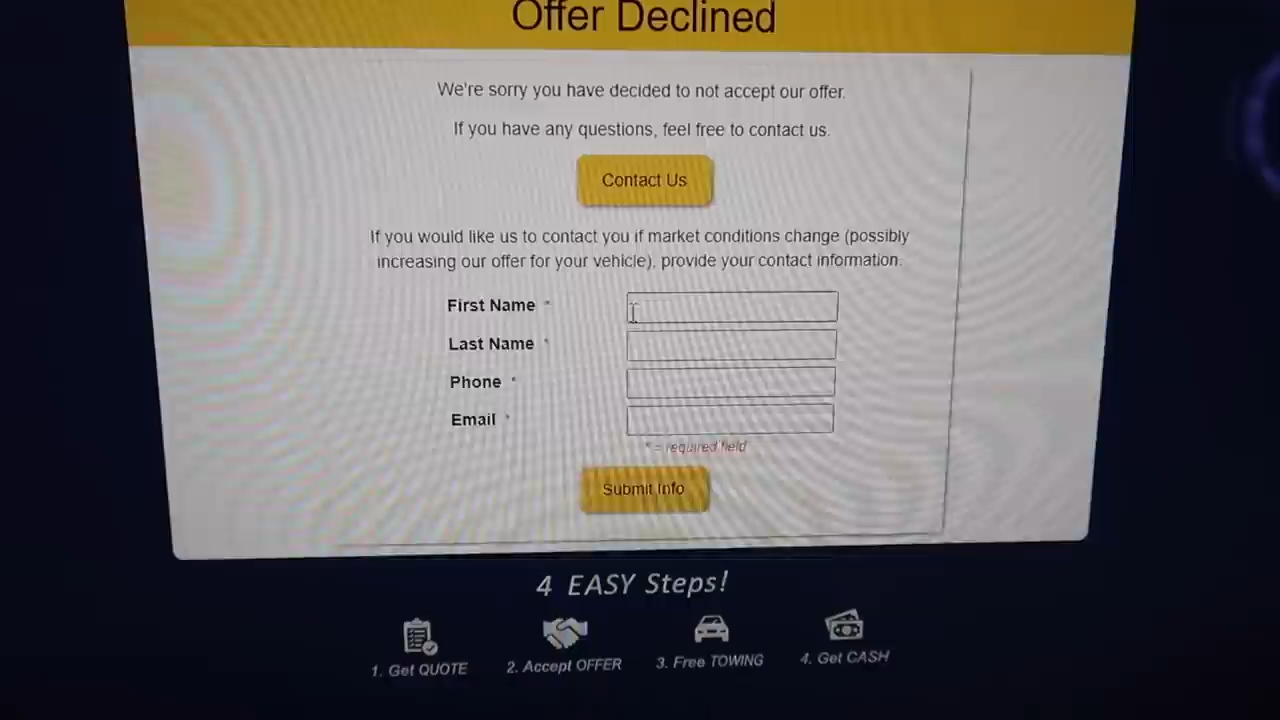 Offer Declined
We're sorry you have decided to not accept our offer.
If you have any questions, feel free to contact us.
Contact Us
If you would like us to contact you if market conditions change (possibly
increasing our offer for your vehicle), provide your contact information.
First Name *
Last Name *
Phone *
Email *
* = required field
Submit Info
4 EASY Steps!
1. Get QUOTE
2. Accept OFFER
3. Free TOWING
4. Get CASH